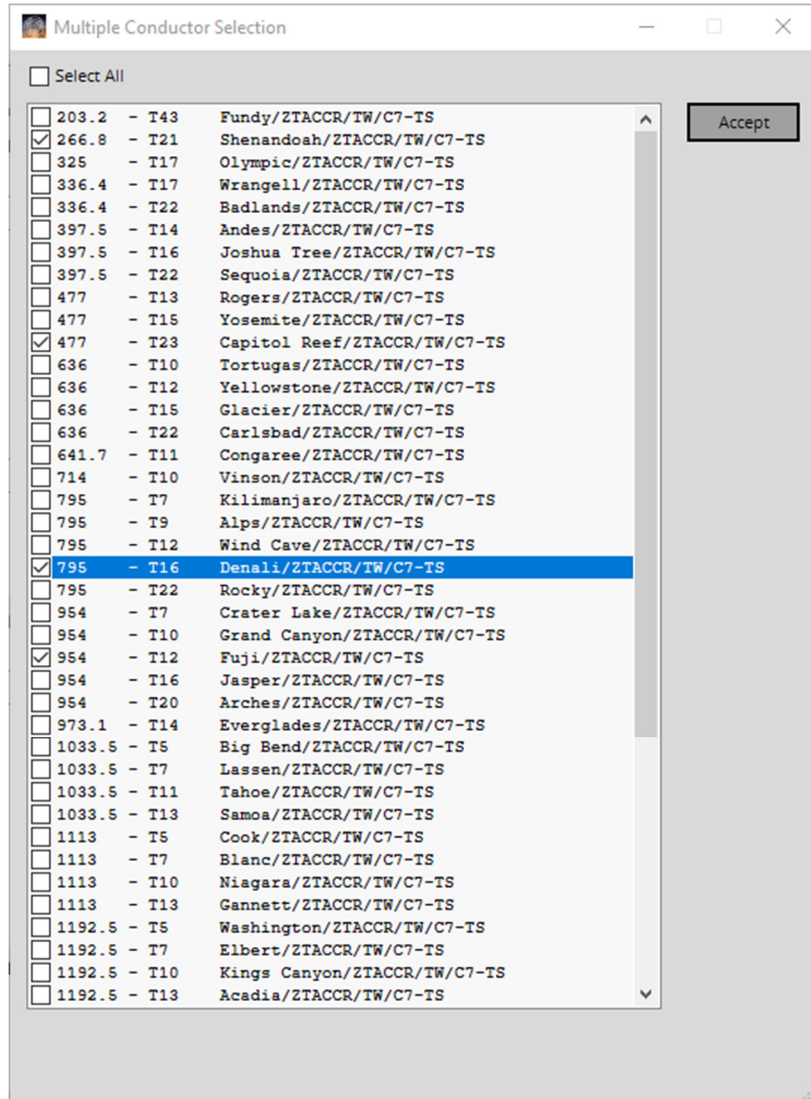 Multiple Conductor Selection
Select All
Accept
203.2 - T43 Fundy/ZTACCR/TW/C7-TS
266.8 - T21 Shenandoah/ZTACCR/TW/C7-TS
325 - T17 Olympic/ZTACCR/TW/C7-TS
336.4 - T17 Wrangell/ZTACCR/TW/C7-TS
336.4 - T22 Badlands/ZTACCR/TW/C7-TS
397.5 - T14 Andes/ZTACCR/TW/C7-TS
397.5 - T16 Joshua Tree/ZTACCR/TW/C7-TS
397.5 - T22 Sequoia/ZTACCR/TW/C7-TS
477 - T13 Rogers/ZTACCR/TW/C7-TS
477 - T15 Yosemite/ZTACCR/TW/C7-TS
477 - T23 Capitol Reef/ZTACCR/TW/C7-TS
636 - T10 Tortugas/ZTACCR/TW/C7-TS
636 - T12 Yellowstone/ZTACCR/TW/C7-TS
636 - T15 Glacier/ZTACCR/TW/C7-TS
636 - T22 Carlsbad/ZTACCR/TW/C7-TS
641.7 - T11 Congaree/ZTACCR/TW/C7-TS
714 - T10 Vinson/ZTACCR/TW/C7-TS
795 - T7 Kilimanjaro/ZTACCR/TW/C7-TS
795 - T9 Alps/ZTACCR/TW/C7-TS
795 - T12 Wind Cave/ZTACCR/TW/C7-TS
795 - T16 Denali/ZTACCR/TW/C7-TS
795 - T22 Rocky/ZTACCR/TW/C7-TS
954 - T7 Crater Lake/ZTACCR/TW/C7-TS
954 - T10 Grand Canyon/ZTACCR/TW/C7-TS
954 - T12 Fuji/ZTACCR/TW/C7-TS
954 - T16 Jasper/ZTACCR/TW/C7-TS
954 - T20 Arches/ZTACCR/TW/C7-TS
973.1 - T14 Everglades/ZTACCR/TW/C7-TS
1033.5 - T5 Big Bend/ZTACCR/TW/C7-TS
1033.5 - T7 Lassen/ZTACCR/TW/C7-TS
1033.5 - T11 Tahoe/ZTACCR/TW/C7-TS
1033.5 - T13 Samoa/ZTACCR/TW/C7-TS
1113 - T5 Cook/ZTACCR/TW/C7-TS
1113 - T7 Blanc/ZTACCR/TW/C7-TS
1113 - T10 Niagara/ZTACCR/TW/C7-TS
1113 - T13 Gannett/ZTACCR/TW/C7-TS
1192.5 - T5 Washington/ZTACCR/TW/C7-TS
1192.5 - T7 Elbert/ZTACCR/TW/C7-TS
1192.5 - T10 Kings Canyon/ZTACCR/TW/C7-TS
1192.5 - T13 Acadia/ZTACCR/TW/C7-TS